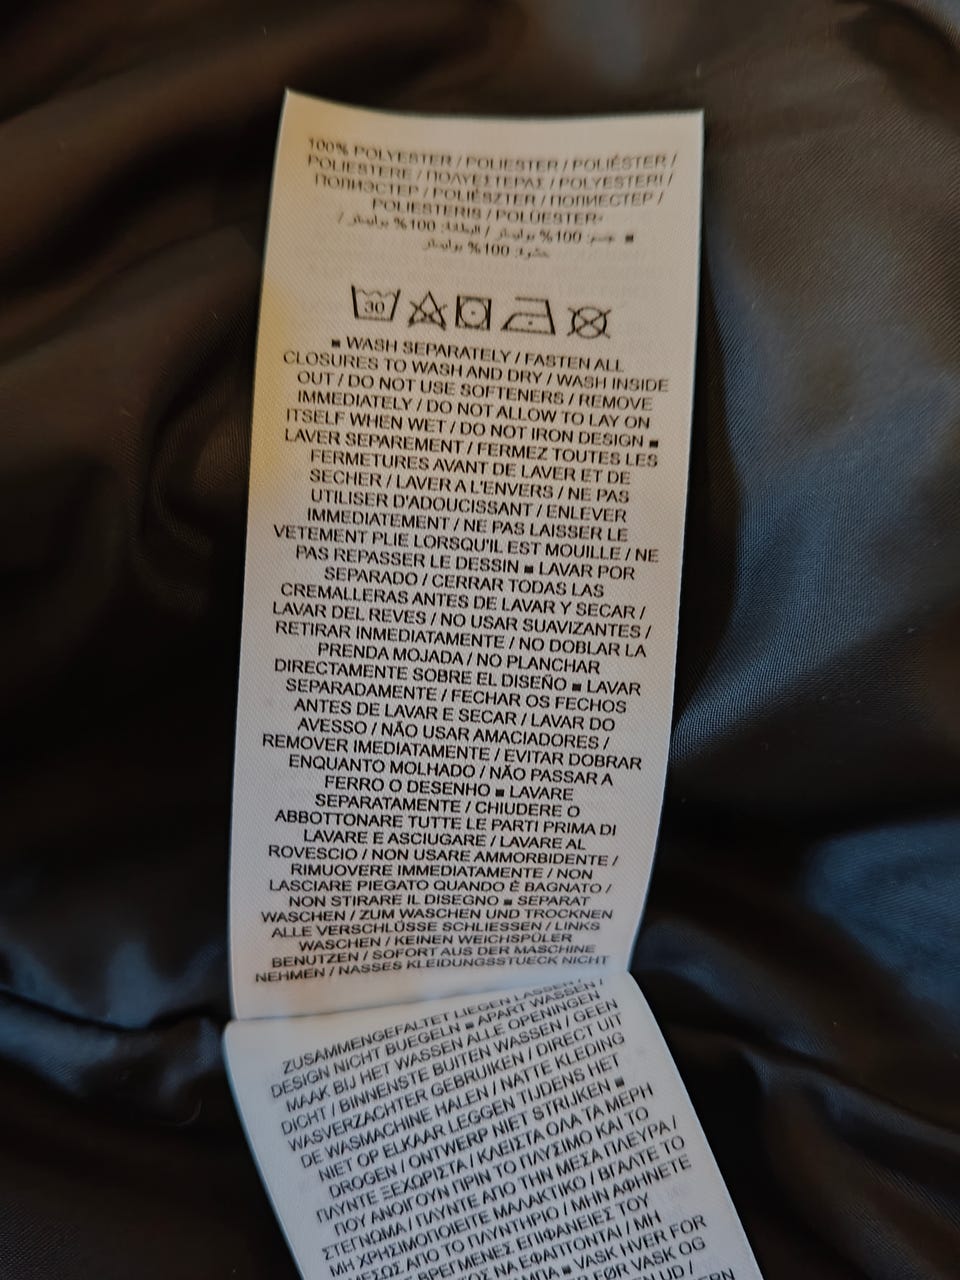 100% POLYESTER / POLIESTER / POLIÉSTER /
POLIESTERE / ΠΟΛΥΕΣΤΕΡΑΣ / POLYESTERI /
ПОЛИЭСТЕР / POLIÉSZTER / ПОЛИЕСТЕР /
POLIESTERIS / POLÜESTER
■ جسم: 100% بوليستر / البطانة: 100% بوليستر /
حشوة: 100% بوليستر
30
■ WASH SEPARATELY / FASTEN ALL
CLOSURES TO WASH AND DRY / WASH INSIDE
OUT / DO NOT USE SOFTENERS / REMOVE
IMMEDIATELY / DO NOT ALLOW TO LAY ON
ITSELF WHEN WET / DO NOT IRON DESIGN ■
LAVER SEPAREMENT / FERMEZ TOUTES LES
FERMETURES AVANT DE LAVER ET DE
SECHER / LAVER A L'ENVERS / NE PAS
UTILISER D'ADOUCISSANT / ENLEVER
IMMEDIATEMENT / NE PAS LAISSER LE
VETEMENT PLIE LORSQU'IL EST MOUILLE / NE
PAS REPASSER LE DESSIN ■ LAVAR POR
SEPARADO / CERRAR TODAS LAS
CREMALLERAS ANTES DE LAVAR Y SECAR /
LAVAR DEL REVES / NO USAR SUAVIZANTES /
RETIRAR INMEDIATAMENTE / NO DOBLAR LA
PRENDA MOJADA / NO PLANCHAR
DIRECTAMENTE SOBRE EL DISEÑO ■ LAVAR
SEPARADAMENTE / FECHAR OS FECHOS
ANTES DE LAVAR E SECAR / LAVAR DO
AVESSO / NÃO USAR AMACIADORES /
REMOVER IMEDIATAMENTE / EVITAR DOBRAR
ENQUANTO MOLHADO / NÃO PASSAR A
FERRO O DESENHO ■ LAVARE
SEPARATAMENTE / CHIUDERE O
ABBOTTONARE TUTTE LE PARTI PRIMA DI
LAVARE E ASCIUGARE / LAVARE AL
ROVESCIO / NON USARE AMMORBIDENTE /
RIMUOVERE IMMEDIATAMENTE / NON
LASCIARE PIEGATO QUANDO È BAGNATO /
NON STIRARE IL DISEGNO ■ SEPARAT
WASCHEN / ZUM WASCHEN UND TROCKNEN
ALLE VERSCHLÜSSE SCHLIESSEN / LINKS
WASCHEN / KEINEN WEICHSPÜLER
BENUTZEN / SOFORT AUS DER MASCHINE
NEHMEN / NASSES KLEIDUNGSSTUECK NICHT
ZUSAMMENGEFALTET LIEGEN LASSEN /
DESIGN NICHT BUEGELN ■ APART WASSEN /
MAAK BIJ HET WASSEN ALLE OPENINGEN
DICHT / BINNENSTE BUITEN WASSEN / GEEN
WASVERZACHTER GEBRUIKEN / DIRECT UIT
DE WASMACHINE HALEN / NATTE KLEDING
NIET OP ELKAAR LEGGEN TIJDENS HET
DROGEN / ONTWERP NIET STRIJKEN ■
ΠΛΥΝΤΕ ΞΕΧΩΡΙΣΤΑ / ΚΛΕΙΣΤΑ ΟΛΑ ΤΑ ΜΕΡΗ
ΠΟΥ ΑΝΟΙΓΟΥΝ ΠΡΙΝ ΤΟ ΠΛΥΣΙΜΟ ΚΑΙ ΤΟ
ΣΤΕΓΝΩΜΑ / ΠΛΥΝΤΕ ΑΠΟ ΤΗΝ ΜΕΣΑ ΠΛΕΥΡΑ /
ΜΗ ΧΡΗΣΙΜΟΠΟΙΕΙΤΕ ΜΑΛΑΚΤΙΚΟ / ΒΓΑΛΤΕ ΤΟ
ΑΠΟ ΤΟ ΠΛΥΝΤΗΡΙΟ / ΜΗΝ ΑΦΗΝΕΤΕ
ΒΡΕΓΜΕΝΕΣ ΕΠΙΦΑΝΕΙΕΣ ΤΟΥ
ΝΑ ΕΦΑΠΤΟΝΤΑΙ / ΜΗ
■ VASK HVER FOR
FØR VASK OG
UD /